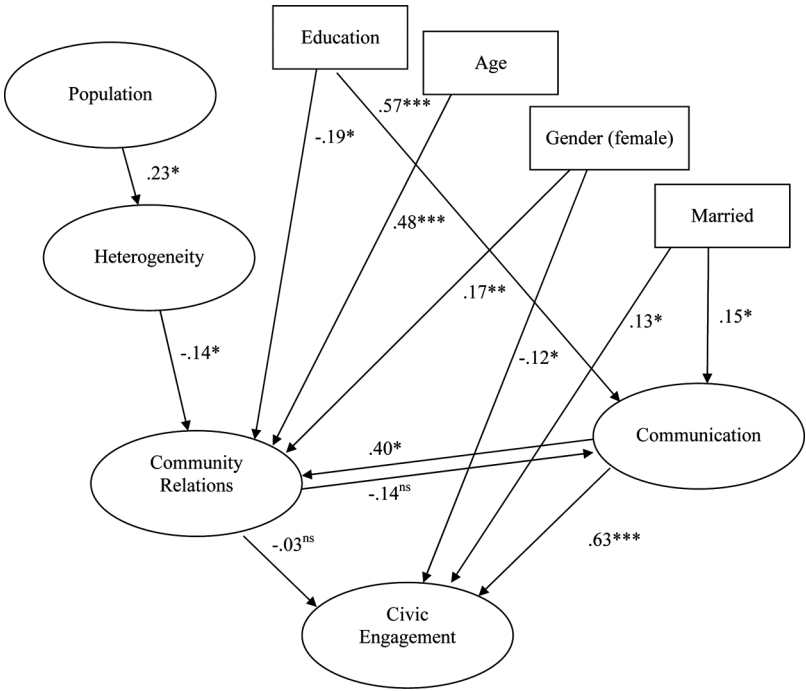 Education
Age
Population
.57***
-.19*
Gender (female)
.23*
Married
.48***
Heterogeneity
.17**
.13*
.15*
-.14*
-.12*
Communication
.40*
Community
Relations
-.14ns
-.03ns
.63***
Civic
Engagement